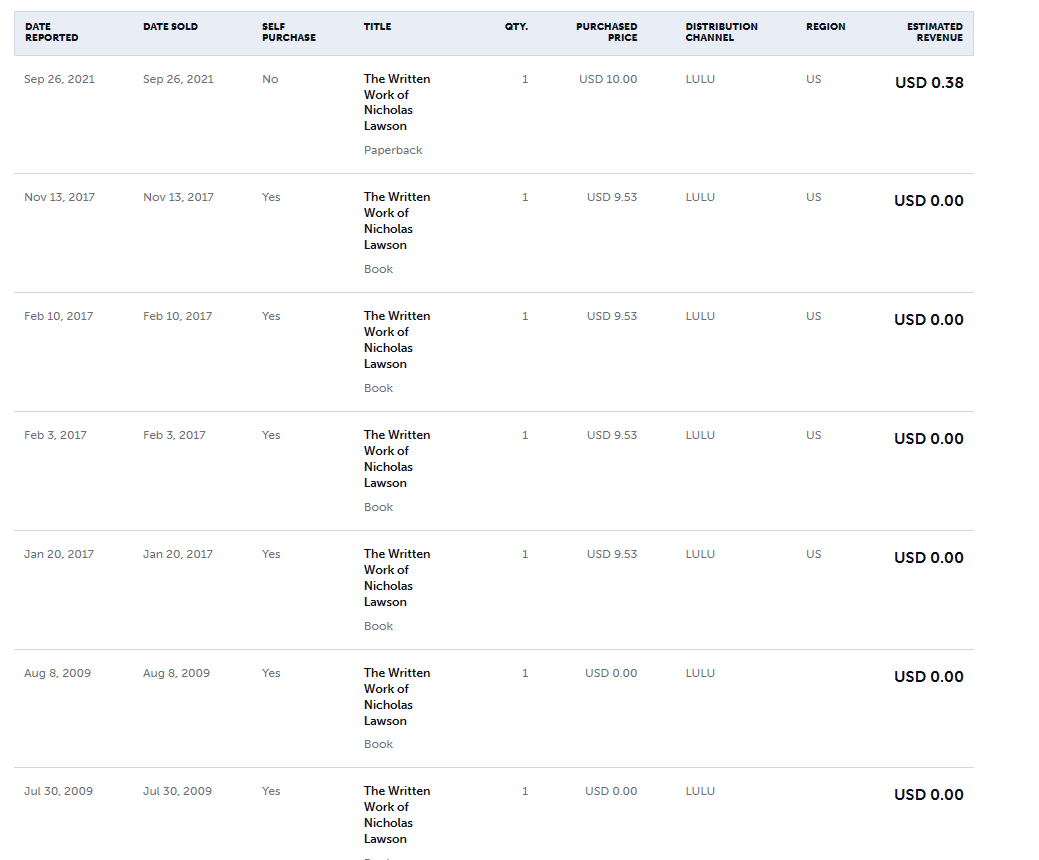 DATE REPORTED DATE SOLD SELF PURCHASE TITLE QTY. PURCHASED PRICE DISTRIBUTION CHANNEL REGION ESTIMATED REVENUE
Sep 26, 2021 Sep 26, 2021 No The Written 1 USD 10.00 LULU US USD 0.38
Work of
Nicholas
Lawson
Paperback
Nov 13, 2017 Nov 13, 2017 Yes The Written 1 USD 9.53 LULU US USD 0.00
Work of
Nicholas
Lawson
Book
Feb 10, 2017 Feb 10, 2017 Yes The Written 1 USD 9.53 LULU US USD 0.00
Work of
Nicholas
Lawson
Book
Feb 3, 2017 Feb 3, 2017 Yes The Written 1 USD 9.53 LULU US USD 0.00
Work of
Nicholas
Lawson
Book
Jan 20, 2017 Jan 20, 2017 Yes The Written 1 USD 9.53 LULU US USD 0.00
Work of
Nicholas
Lawson
Book
Aug 8, 2009 Aug 8, 2009 Yes The Written 1 USD 0.00 LULU USD 0.00
Work of
Nicholas
Lawson
Book
Jul 30, 2009 Jul 30, 2009 Yes The Written 1 USD 0.00 LULU USD 0.00
Work of
Nicholas
Lawson